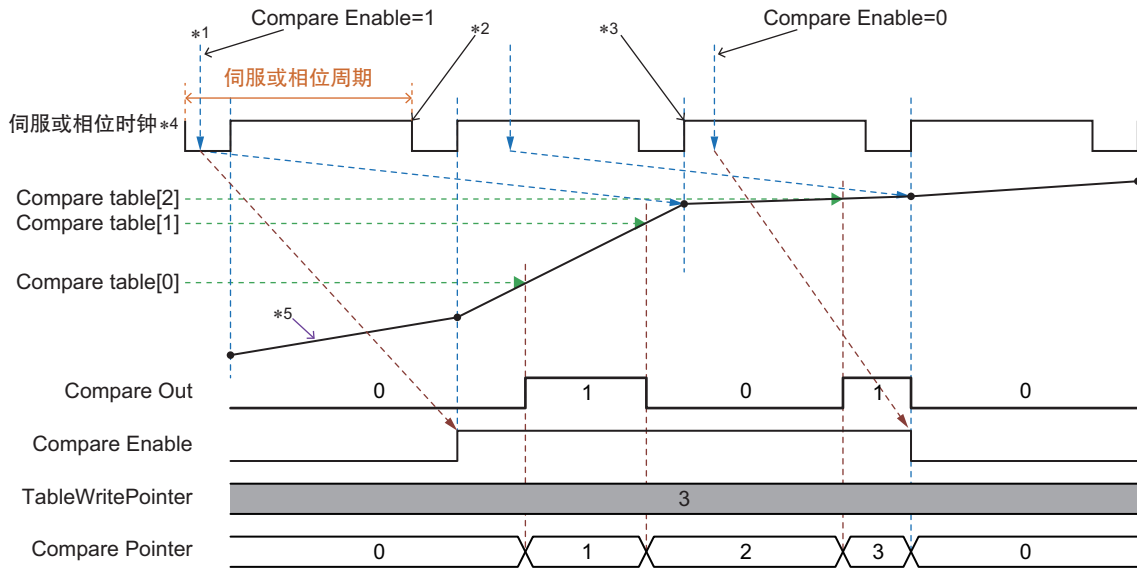 Compare Enable=1
Compare Enable=0
*1
*2
*3
伺服或相位周期
伺服或相位时钟*4
Compare table[2]
Compare table[1]
Compare table[0]
*5
Compare Out 0 1 0 1 0
Compare Enable
TableWritePointer 3
Compare Pointer 0 1 2 3 0